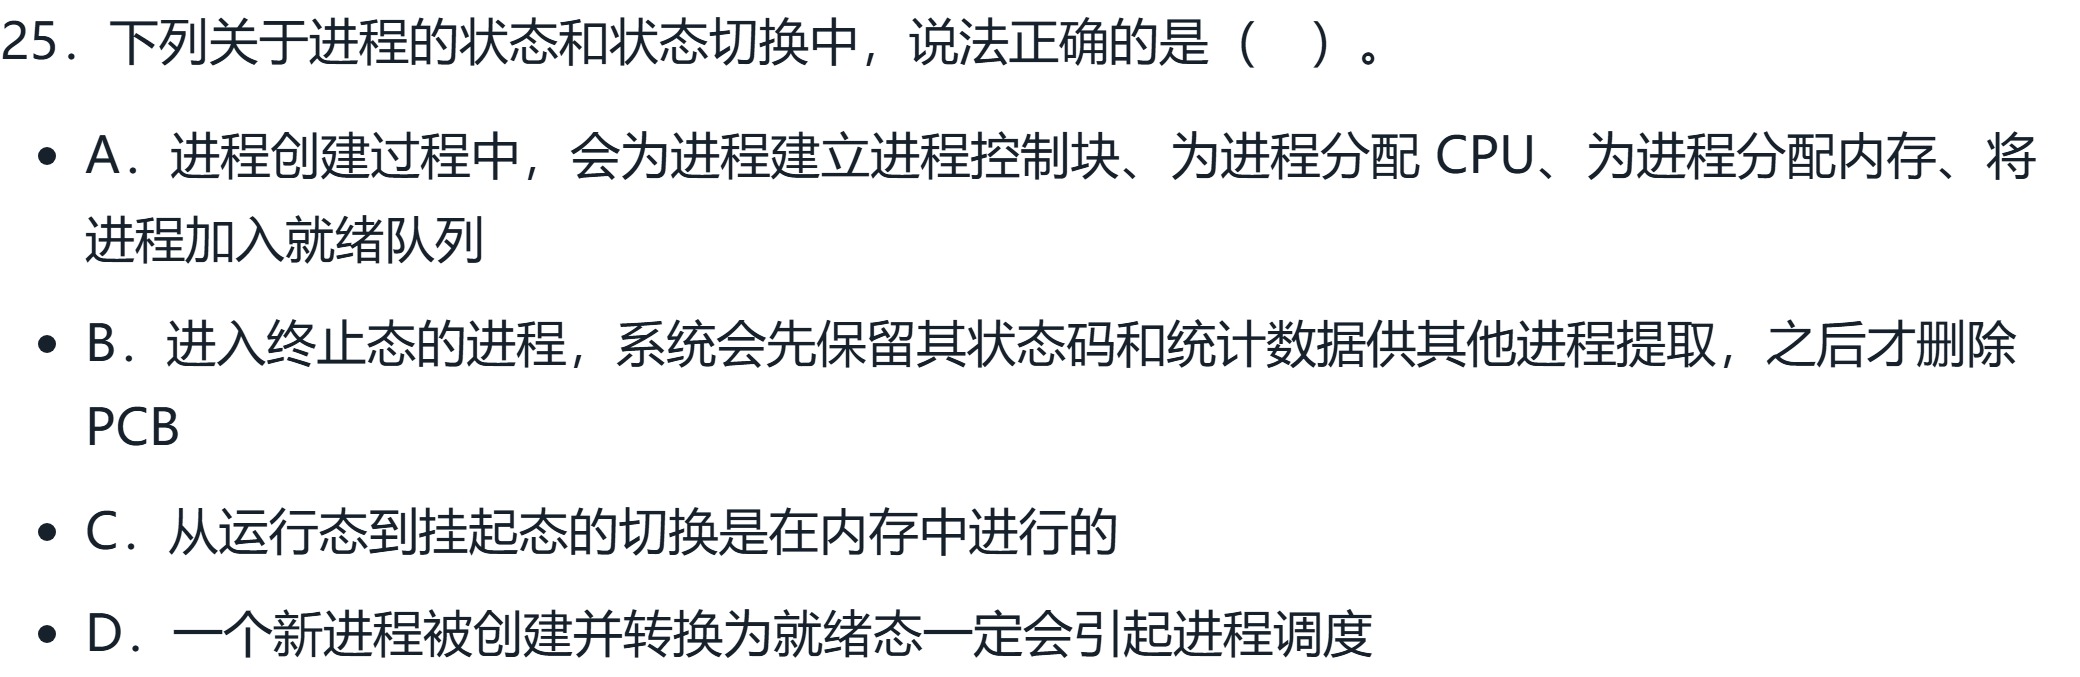 25．下列关于进程的状态和状态切换中，说法正确的是（　）。
• A．进程创建过程中，会为进程建立进程控制块、为进程分配 CPU、为进程分配内存、将
进程加入就绪队列
• B．进入终止态的进程，系统会先保留其状态码和统计数据供其他进程提取，之后才删除
PCB
• C．从运行态到挂起态的切换是在内存中进行的
• D．一个新进程被创建并转换为就绪态一定会引起进程调度